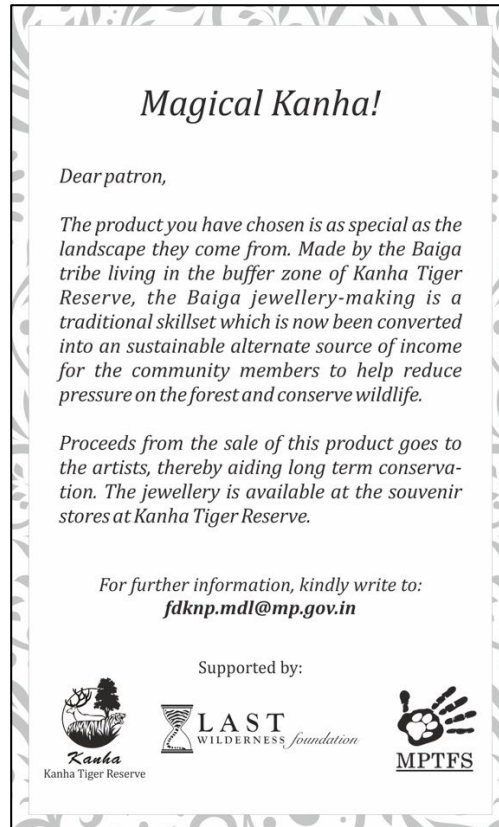 Magical Kanha!
Dear patron,
The product you have chosen is as special as the
landscape they come from. Made by the Baiga
tribe living in the buffer zone of Kanha Tiger
Reserve, the Baiga jewellery-making is a
traditional skillset which is now been converted
into an sustainable alternate source of income
for the community members to help reduce
pressure on the forest and conserve wildlife.
Proceeds from the sale of this product goes to
the artists, thereby aiding long term conserva-
tion. The jewellery is available at the souvenir
stores at Kanha Tiger Reserve.
For further information, kindly write to:
fdknp.mdl@mp.gov.in
Supported by:
Kanha
Kanha Tiger Reserve
LAST
WILDERNESS foundation
MPTFS